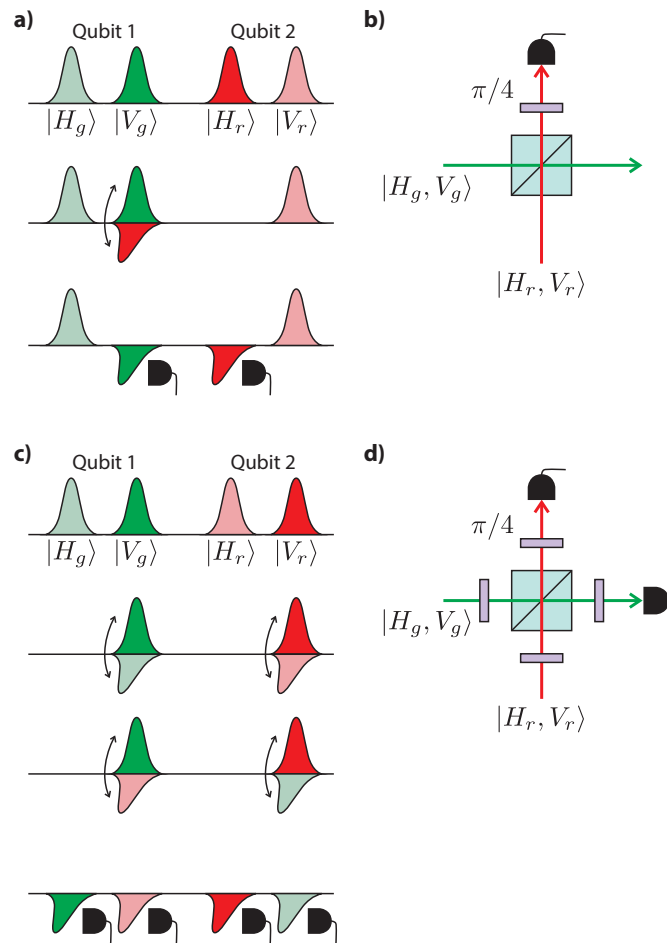 a)
Qubit 1
Qubit 2
|H_g⟩
|V_g⟩
|H_r⟩
|V_r⟩
b)
π/4
|H_g, V_g⟩
|H_r, V_r⟩
c)
Qubit 1
Qubit 2
|H_g⟩
|V_g⟩
|H_r⟩
|V_r⟩
d)
π/4
|H_g, V_g⟩
|H_r, V_r⟩